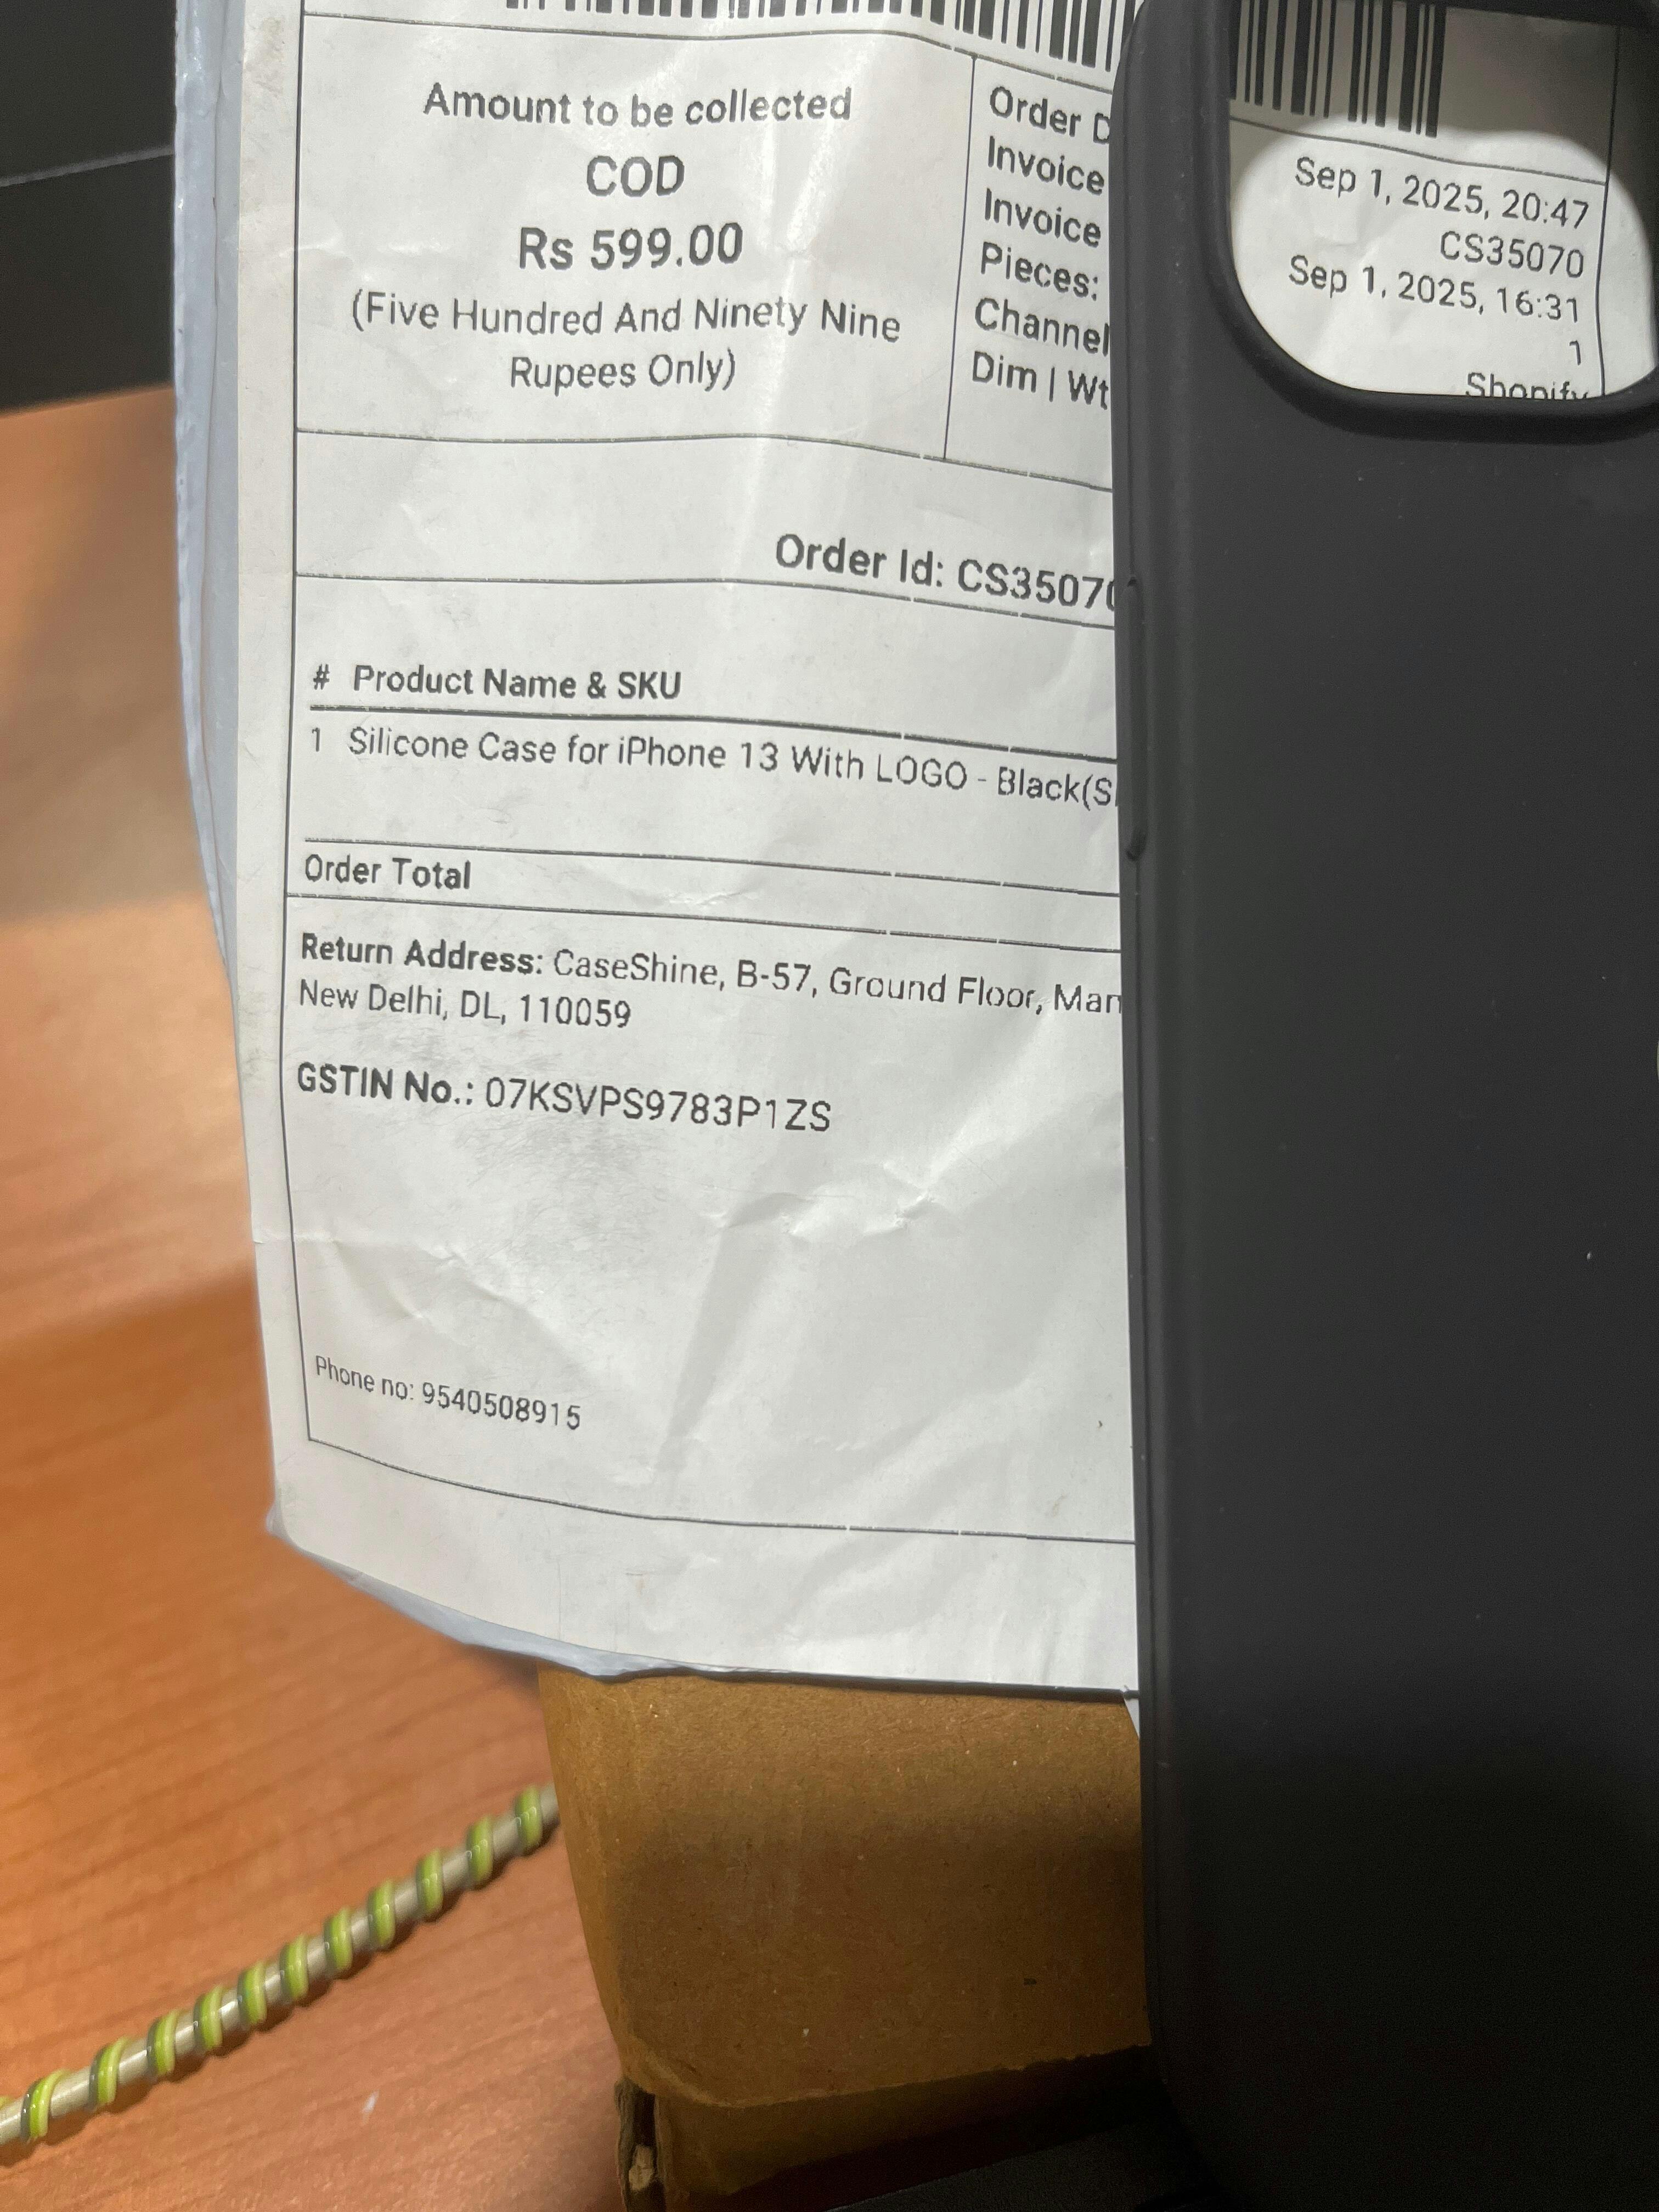 Amount to be collected
COD
Rs 599.00
(Five Hundred And Ninety Nine
Rupees Only)
Order
Invoice
Invoice
Pieces:
Channel
Dim | Wt
Sep 1, 2025, 20:47
CS35070
Sep 1, 2025, 16:31
1
Shopify
Order Id: CS35070
# Product Name & SKU
1 Silicone Case for iPhone 13 With LOGO - Black(S
Order Total
Return Address: CaseShine, B-57, Ground Floor,
New Delhi, DL, 110059
GSTIN No.: 07KSVPS9783P1ZS
Phone no: 9540508915